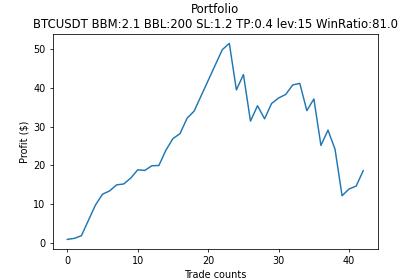 Portfolio
BTCUSDT BBM:2.1 BBL:200 SL:1.2 TP:0.4 lev:15 WinRatio:81.0
50
40
30
20
10
0
Profit ($)
0 10 20 30 40
Trade counts